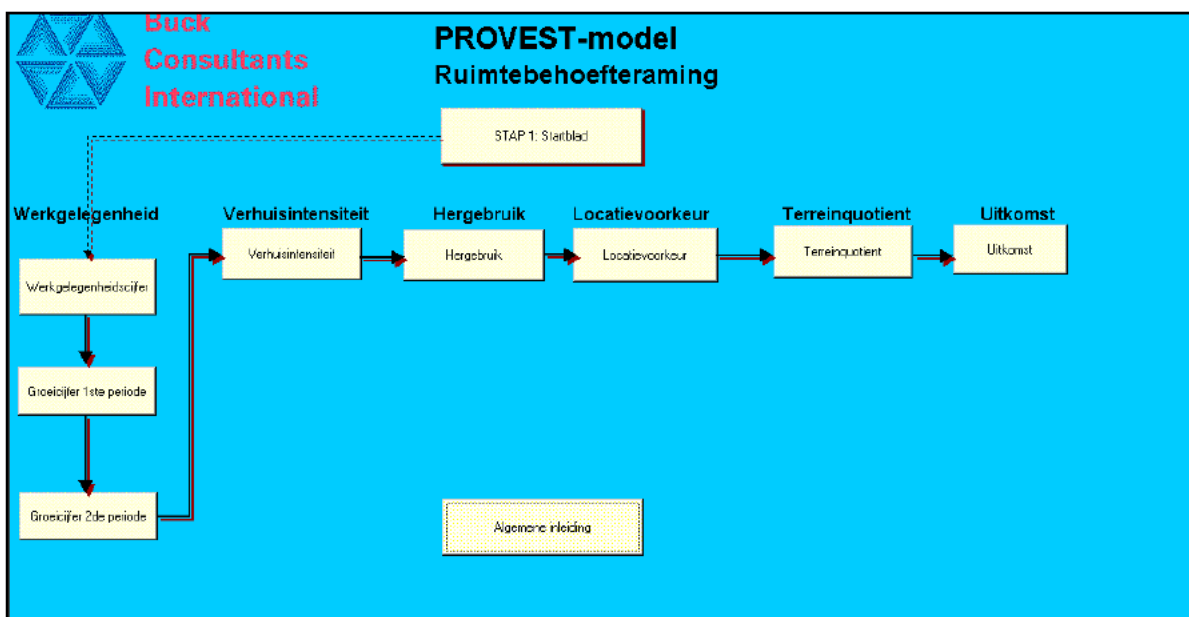 Buck
Consultants
International
PROVEST-model
Ruimtebehoefteraming
STAP 1: Startblad
Werkgelegenheid
Verhuisintensiteit
Hergebruik
Locatievoorkeur
Terreinquotient
Uitkomst
Verhuisintensiteit
Hergebruik
Locatievoorkeur
Terreinquotient
Uitkomst
Werkgelegenheidscijfer
Groeicijfer 1ste periode
Groeicijfer 2de periode
Algemene inleiding